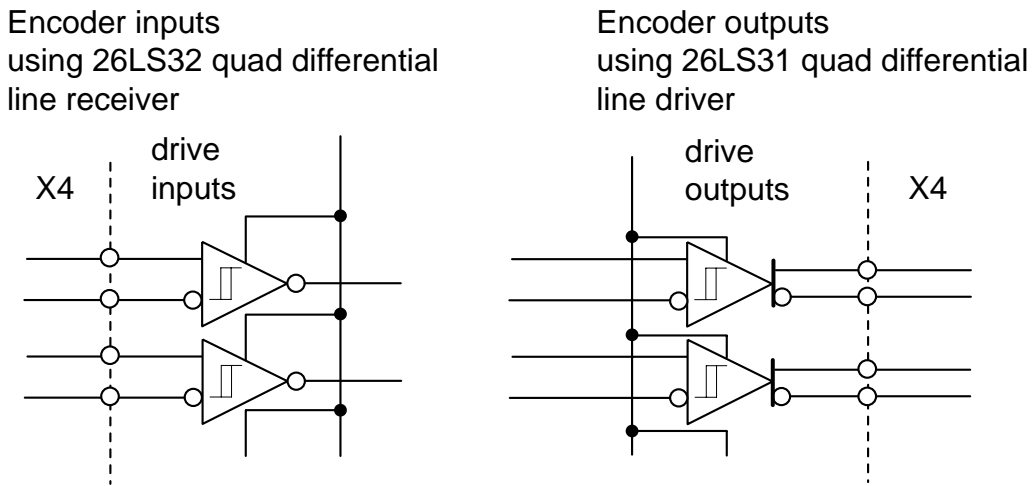 Encoder inputs
using 26LS32 quad differential
line receiver
drive
inputs
X4
Encoder outputs
using 26LS31 quad differential
line driver
drive
outputs
X4